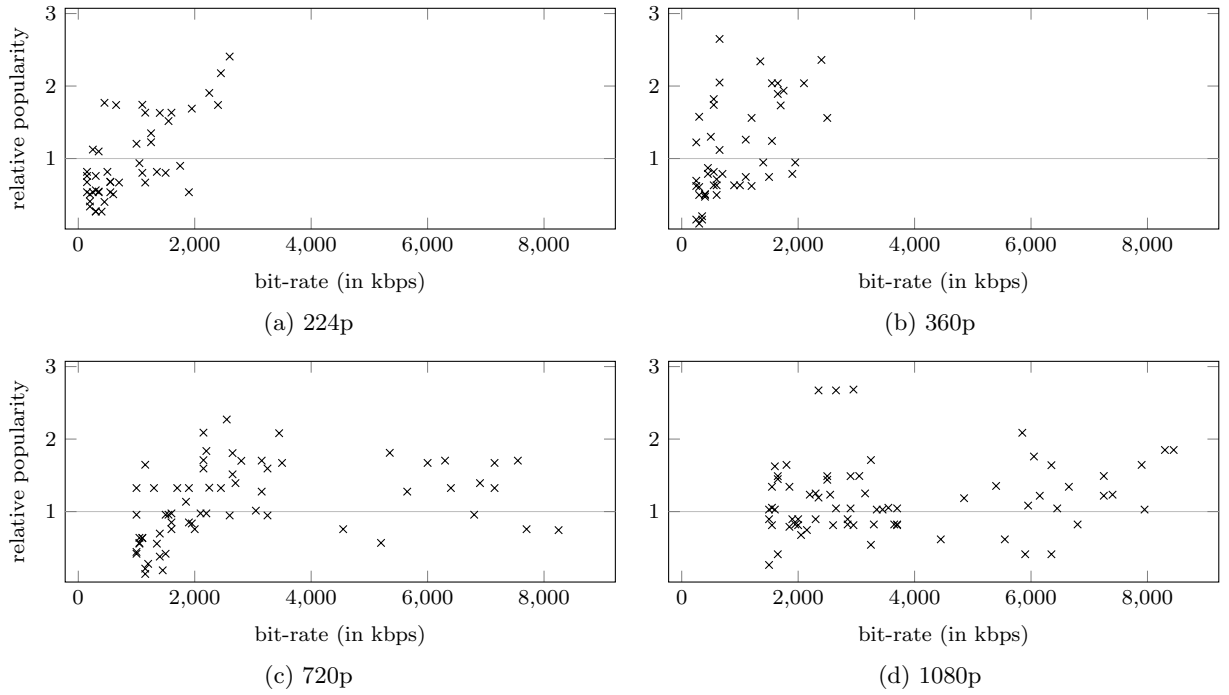 3
2
1
relative popularity
0 2,000 4,000 6,000 8,000
bit-rate (in kbps)
(a) 224p
3
2
1
0 2,000 4,000 6,000 8,000
bit-rate (in kbps)
(b) 360p
3
2
1
relative popularity
0 2,000 4,000 6,000 8,000
bit-rate (in kbps)
(c) 720p
3
2
1
0 2,000 4,000 6,000 8,000
bit-rate (in kbps)
(d) 1080p